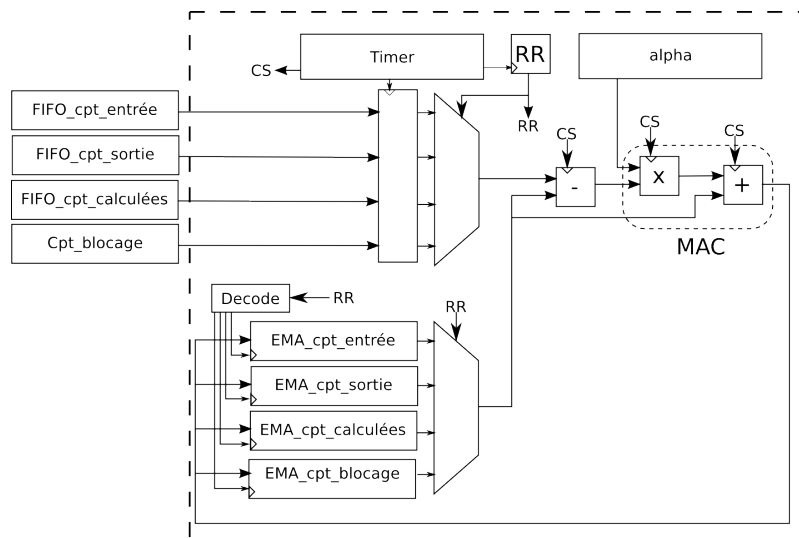 Timer
RR
alpha
CS
FIFO_cpt_entrée
RR
CS
CS
CS
FIFO_cpt_sortie
-
x
+
FIFO_cpt_calculées
Cpt_blocage
MAC
Decode
RR
RR
EMA_cpt_entrée
EMA_cpt_sortie
EMA_cpt_calculées
EMA_cpt_blocage